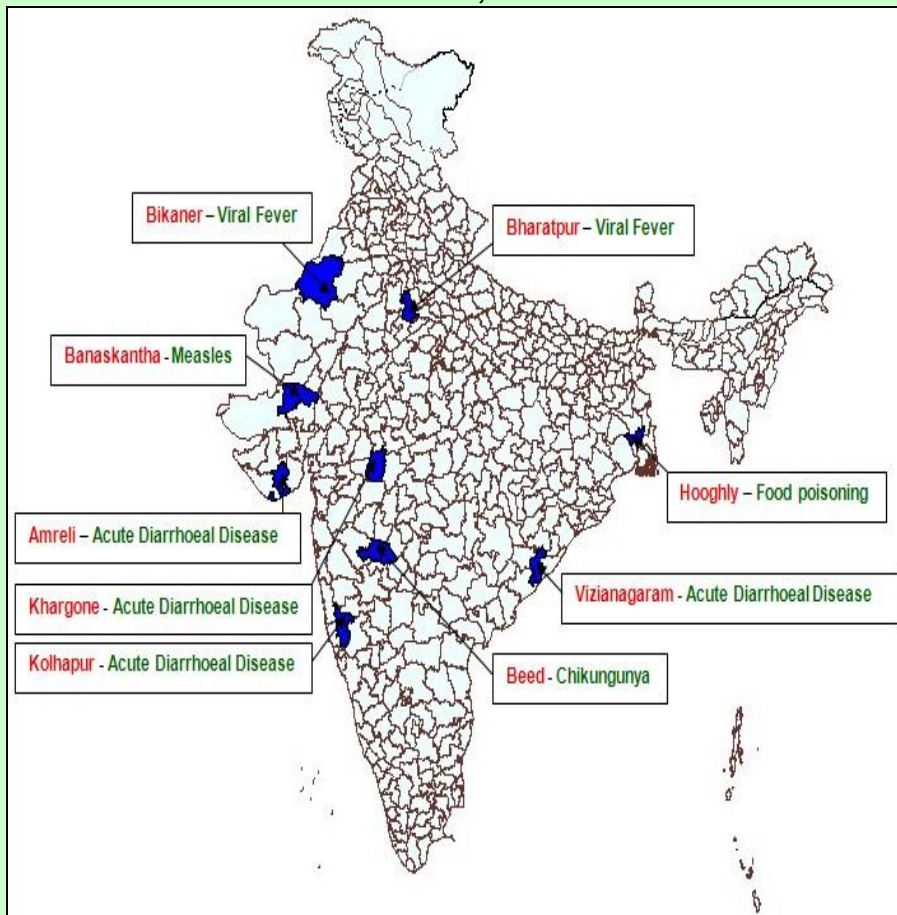 Bikaner – Viral Fever
Bharatpur – Viral Fever
Banaskantha - Measles
Hooghly – Food poisoning
Amreli – Acute Diarrhoeal Disease
Khargone - Acute Diarrhoeal Disease
Vizianagaram - Acute Diarrhoeal Disease
Kolhapur - Acute Diarrhoeal Disease
Beed - Chikungunya